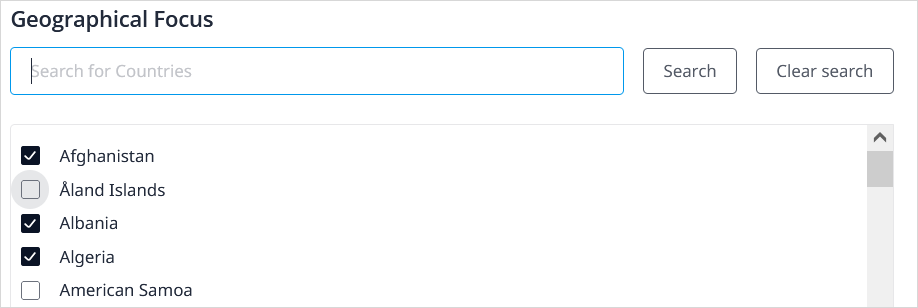 Geographical Focus
Search for Countries Search Clear search
Afghanistan
Åland Islands
Albania
Algeria
American Samoa